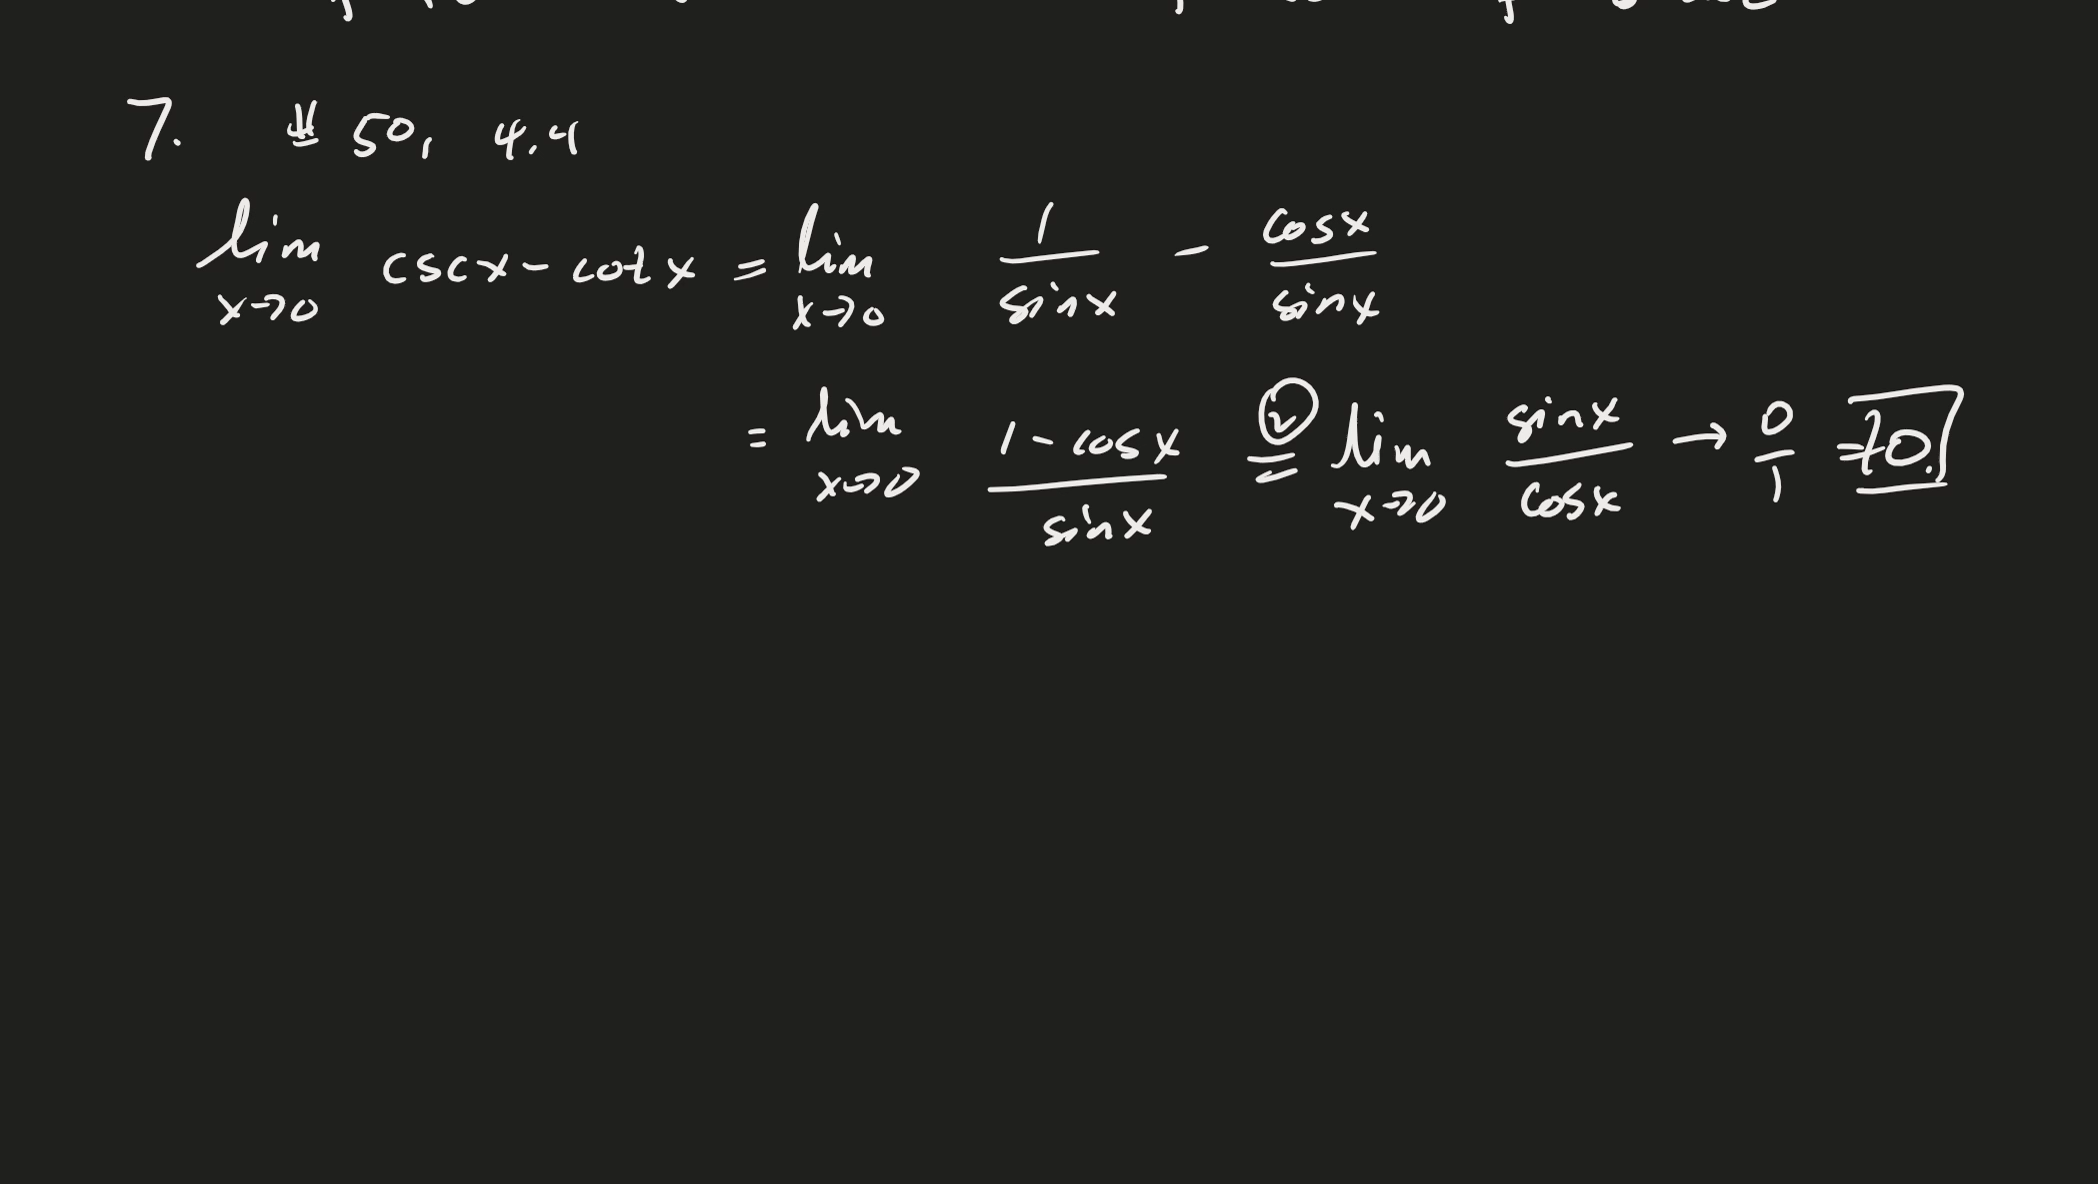 7. # 50, 4.4
lim x→0 csc x - cot x = lim x→0 1/sin x - cos x/sin x
= lim x→0 (1 - cos x)/sin x = lim x→0 sin x/cos x → 0/1 = 0.